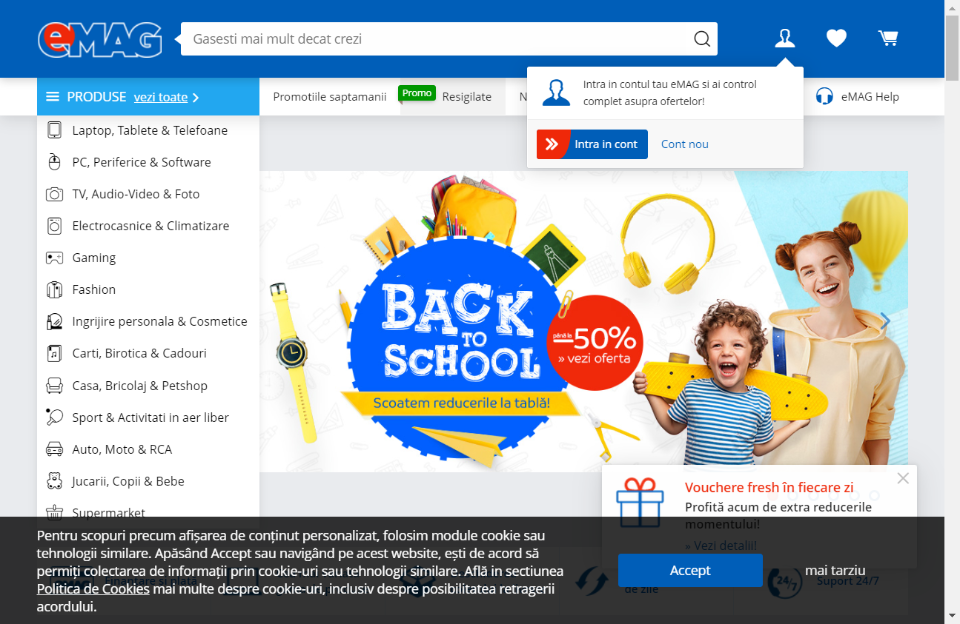 eMAG
Gasesti mai mult decat crezi
Intra in contul tau eMAG si ai control
complet asupra ofertelor!
Intra in cont
Cont nou
PRODUSE vezi toate
Promotiile saptamanii
Promo
Resigilate
N
eMAG Help
Laptop, Tablete & Telefoane
PC, Periferice & Software
TV, Audio-Video & Foto
Electrocasnice & Climatizare
Gaming
Fashion
Ingrijire personala & Cosmetice
Carti, Birotica & Cadouri
Casa, Bricolaj & Petshop
Sport & Activitati in aer liber
Auto, Moto & RCA
Jucarii, Copii & Bebe
Supermarket
BACK
TO
SCHOOL
Scoatem reducerile la tablă!
până la
-50%
» vezi oferta
Vouchere fresh în fiecare zi
Profită acum de extra reducerile
momentului!
» Vezi detalii!
Pentru scopuri precum afișarea de conținut personalizat, folosim module cookie sau
tehnologii similare. Apăsând Accept sau navigând pe acest website, ești de acord să
permiți colectarea de informații prin cookie-uri sau tehnologii similare. Află in sectiunea
Politica de Cookies mai multe despre cookie-uri, inclusiv despre posibilitatea retragerii
acordului.
Accept
mai tarziu
de zile
24/7
Suport 24/7